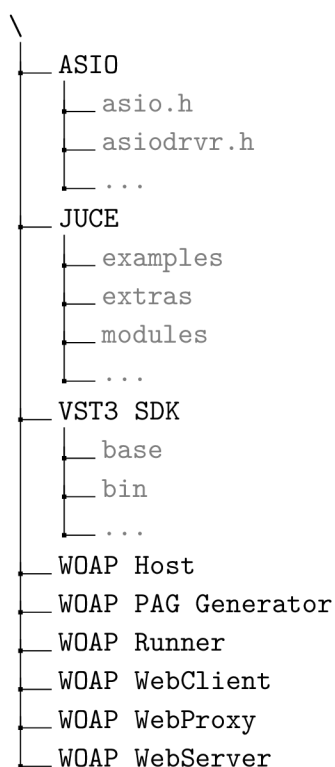 \
ASIO
asio.h
asiodrvr.h
...
JUCE
examples
extras
modules
...
VST3 SDK
base
bin
...
WOAP Host
WOAP PAG Generator
WOAP Runner
WOAP WebClient
WOAP WebProxy
WOAP WebServer